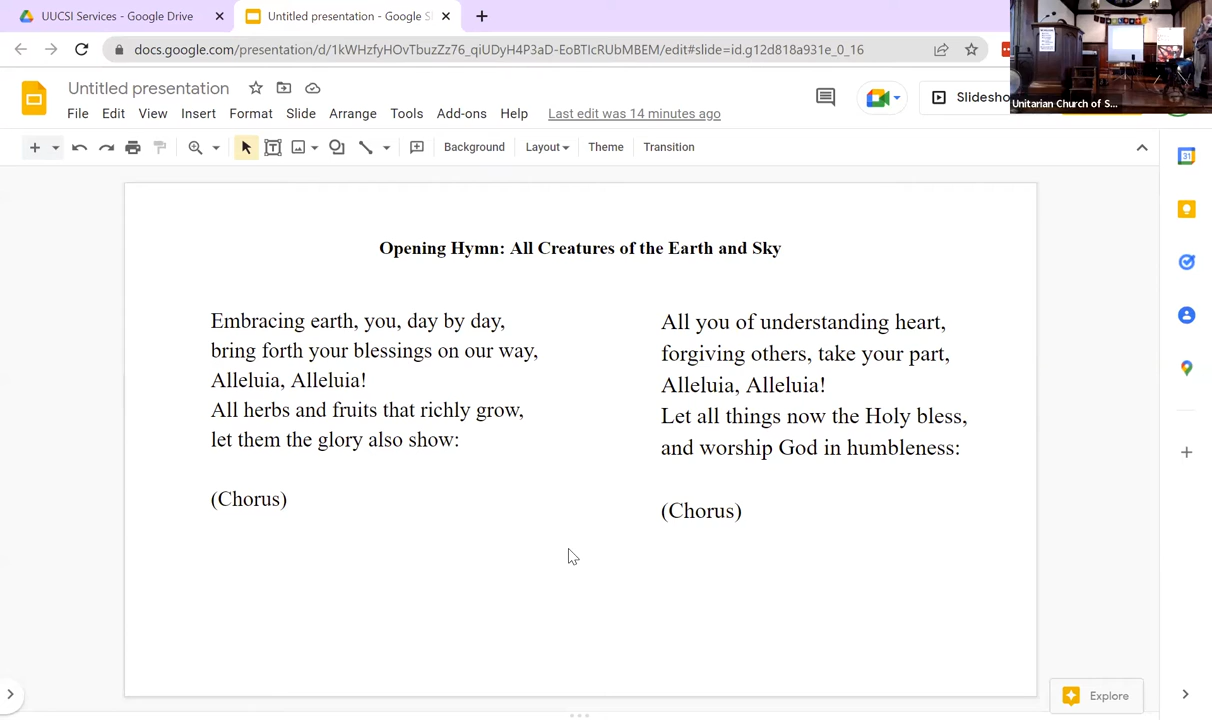 UUCSI Services - Google Drive
Untitled presentation - Google S
docs.google.com/presentation/d/1kWHzfyHOvTbuzZz76_qiUDyH4P3aD-EoBTIcRUbMBEM/edit#slide=id.g12d818a931e_0_16
Untitled presentation
File Edit View Insert Format Slide Arrange Tools Add-ons Help Last edit was 14 minutes ago
Slidesho
Unitarian Church of S...
Background Layout Theme Transition
31
Opening Hymn: All Creatures of the Earth and Sky
Embracing earth, you, day by day,
bring forth your blessings on our way,
Alleluia, Alleluia!
All herbs and fruits that richly grow,
let them the glory also show:
(Chorus)
All you of understanding heart,
forgiving others, take your part,
Alleluia, Alleluia!
Let all things now the Holy bless,
and worship God in humbleness:
(Chorus)
Explore